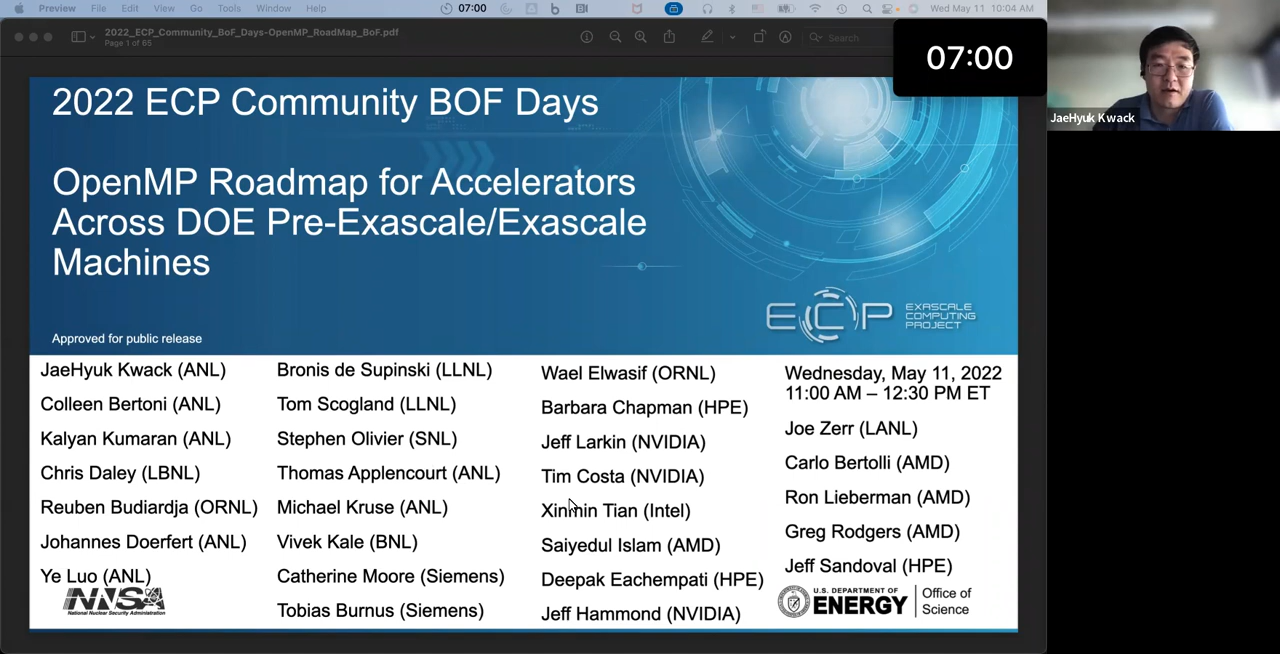 Preview File Edit View Go Tools Window Help
07:00
Wed May 11 10:04 AM
2022_ECP_Community_BoF_Days-OpenMP_RoadMap_BoF.pdf
Page 1 of 65
Search
07:00
JaeHyuk Kwack
2022 ECP Community BOF Days
OpenMP Roadmap for Accelerators
Across DOE Pre-Exascale/Exascale
Machines
Approved for public release
ECP
EXASCALE
COMPUTING
PROJECT
JaeHyuk Kwack (ANL)
Colleen Bertoni (ANL)
Kalyan Kumaran (ANL)
Chris Daley (LBNL)
Reuben Budiardja (ORNL)
Johannes Doerfert (ANL)
Ye Luo (ANL)
NNSA
National Nuclear Security Administration
Bronis de Supinski (LLNL)
Tom Scogland (LLNL)
Stephen Olivier (SNL)
Thomas Applencourt (ANL)
Michael Kruse (ANL)
Vivek Kale (BNL)
Catherine Moore (Siemens)
Tobias Burnus (Siemens)
Wael Elwasif (ORNL)
Barbara Chapman (HPE)
Jeff Larkin (NVIDIA)
Tim Costa (NVIDIA)
Xinmin Tian (Intel)
Saiyedul Islam (AMD)
Deepak Eachempati (HPE)
Jeff Hammond (NVIDIA)
Wednesday, May 11, 2022
11:00 AM – 12:30 PM ET
Joe Zerr (LANL)
Carlo Bertolli (AMD)
Ron Lieberman (AMD)
Greg Rodgers (AMD)
Jeff Sandoval (HPE)
U.S. DEPARTMENT OF
ENERGY
Office of
Science